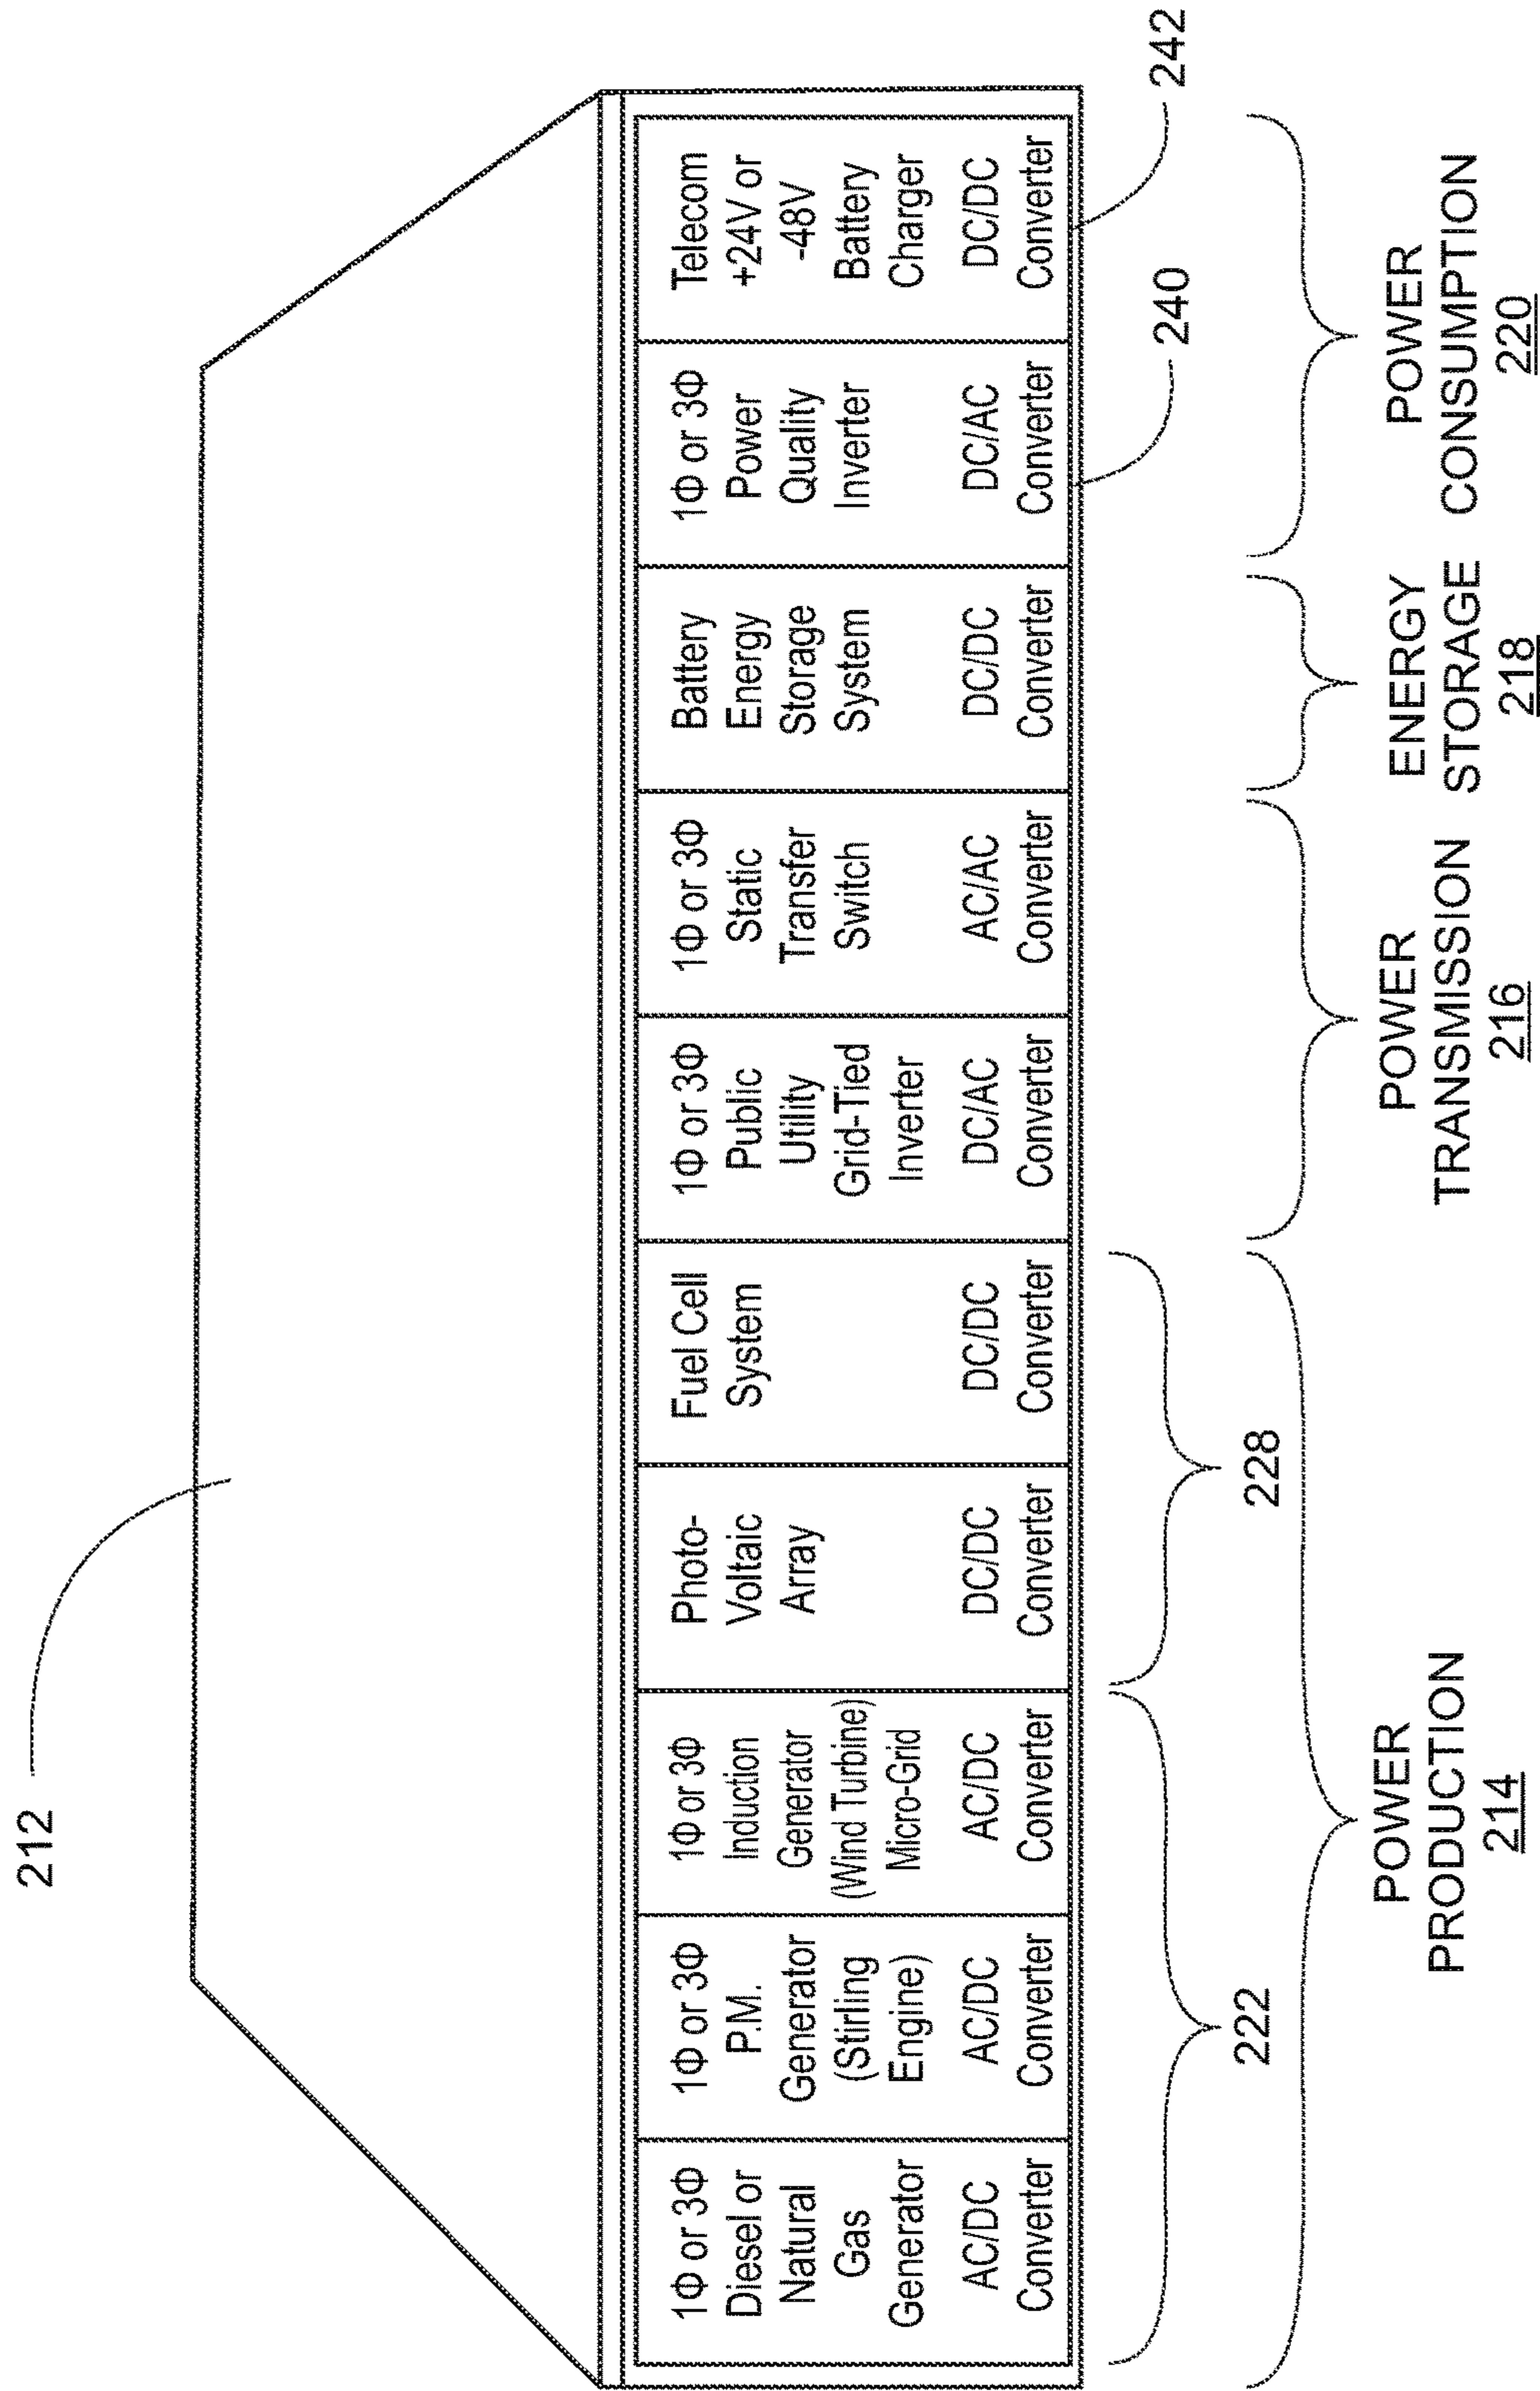 212
1Φ or 3Φ
Diesel or
Natural
Gas
Generator
AC/DC
Converter
1Φ or 3Φ
P.M.
Generator
(Stirling
Engine)
AC/DC
Converter
1Φ or 3Φ
Induction
Generator
(Wind Turbine)
Micro-Grid
AC/DC
Converter
Photo-
Voltaic
Array
DC/DC
Converter
Fuel Cell
System
DC/DC
Converter
1Φ or 3Φ
Public
Utility
Grid-Tied
Inverter
DC/AC
Converter
1Φ or 3Φ
Static
Transfer
Switch
AC/AC
Converter
Battery
Energy
Storage
System
DC/DC
Converter
1Φ or 3Φ
Power
Quality
Inverter
DC/AC
Converter
Telecom
+24V or
-48V
Battery
Charger
DC/DC
Converter
222
228
240
242
POWER
PRODUCTION
214
POWER
TRANSMISSION
216
ENERGY
STORAGE
218
POWER
CONSUMPTION
220